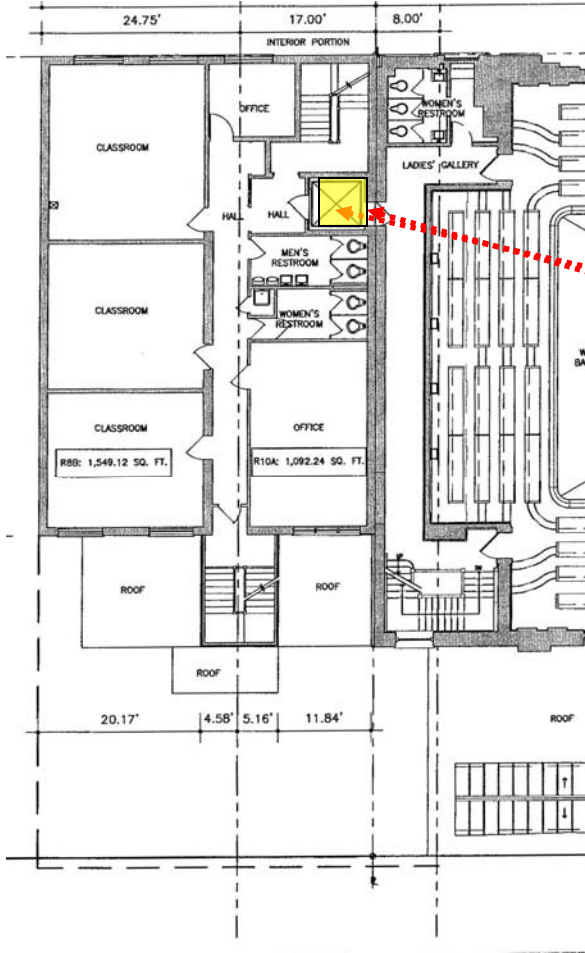 24.75'
17.00'
8.00'
INTERIOR PORTION
OFFICE
WOMEN'S
RESTROOM
CLASSROOM
LADIES' GALLERY
HALL
HALL
MEN'S
RESTROOM
CLASSROOM
WOMEN'S
RESTROOM
CLASSROOM
OFFICE
R8B: 1,549.12 SQ. FT.
R10A: 1,092.24 SQ. FT.
UP
DN
ROOF
ROOF
ROOF
20.17'
4.58'
5.16'
11.84'
ROOF